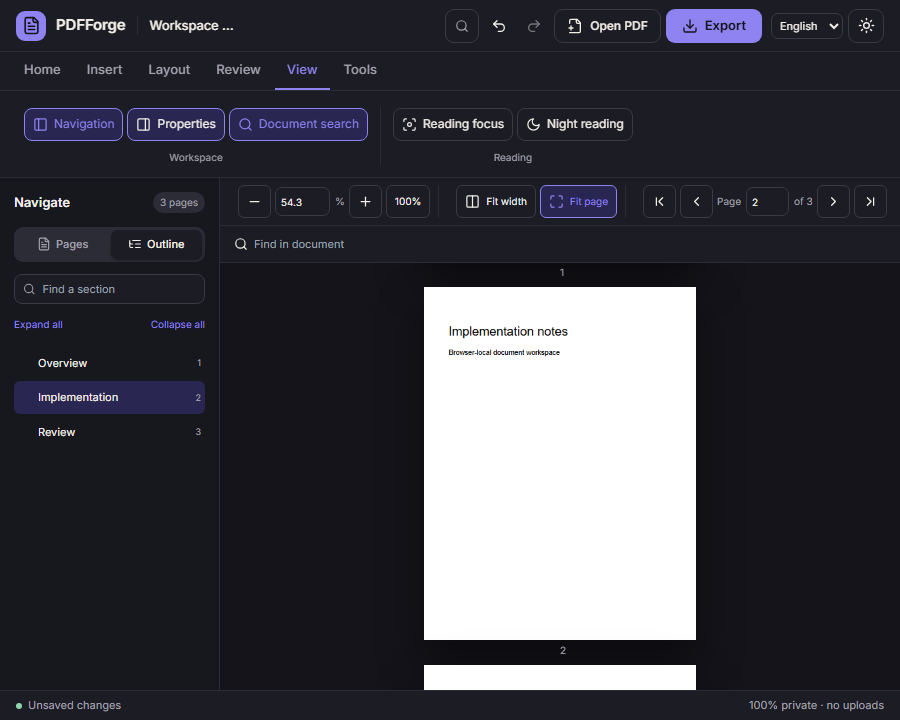 PDFForge
Workspace ...
Open PDF
Export
English
Home
Insert
Layout
Review
View
Tools
Navigation
Properties
Document search
Workspace
Reading focus
Night reading
Reading
Navigate
3 pages
54.3
%
100%
Fit width
Fit page
Page
2
of 3
Pages
Outline
Find in document
Find a section
Expand all
Collapse all
Overview 1
Implementation 2
Review 3
1
Implementation notes
Browser-local document workspace
2
Unsaved changes
100% private · no uploads